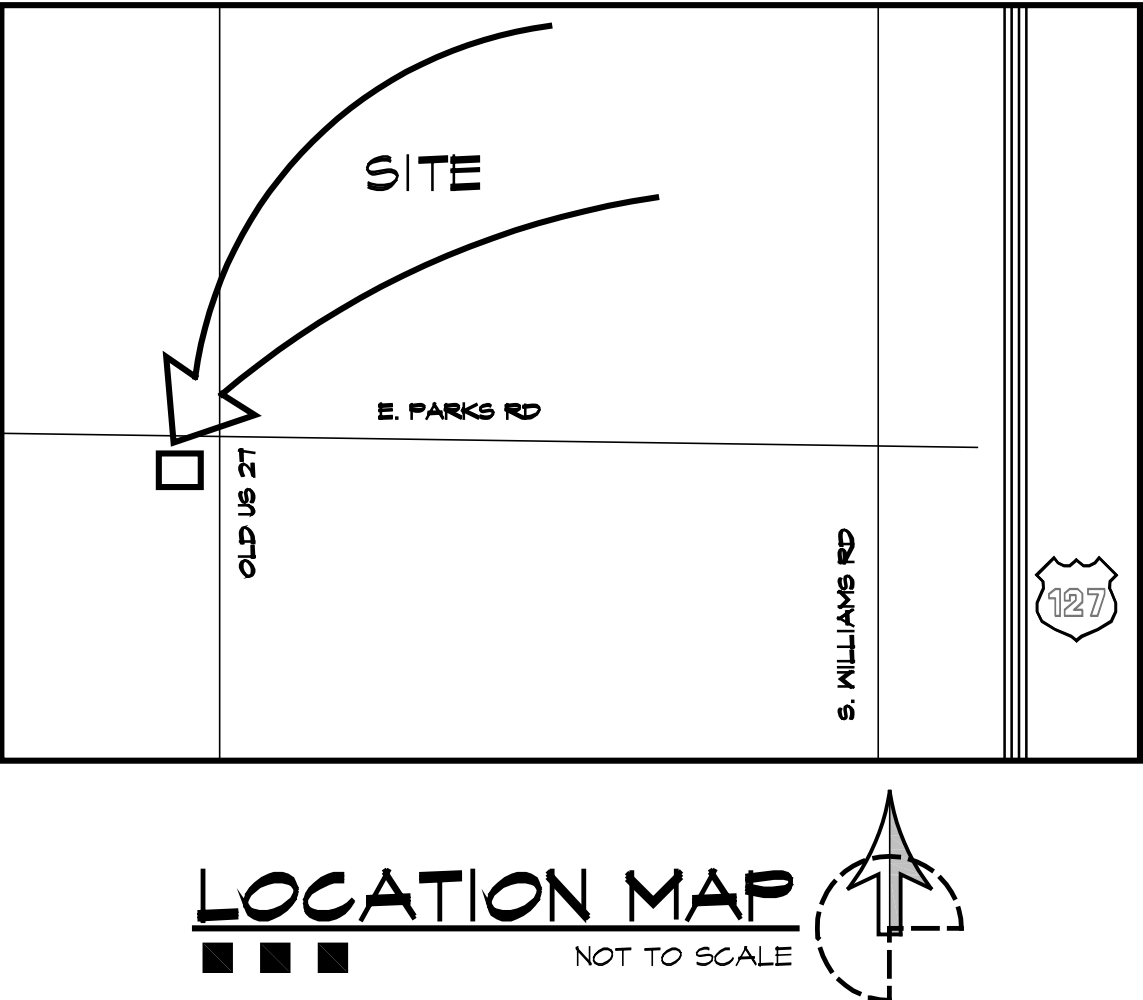 SITE
E. PARKS RD
OLD US 27
S. WILLIAMS RD
127
LOCATION MAP
NOT TO SCALE